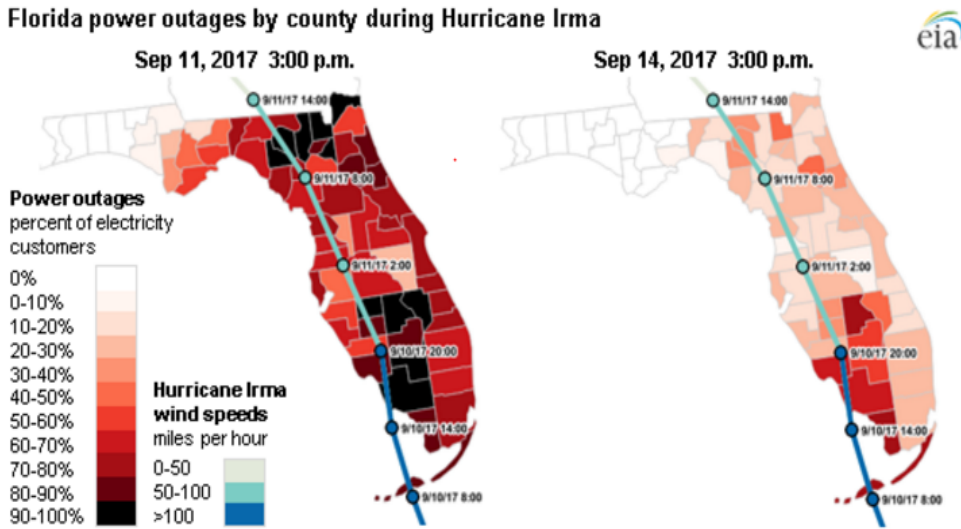 Florida power outages by county during Hurricane Irma
eia
Sep 11, 2017 3:00 p.m.
Sep 14, 2017 3:00 p.m.
9/11/17 14:00
9/11/17 8:00
9/11/17 2:00
9/10/17 20:00
9/10/17 14:00
9/10/17 8:00
9/11/17 14:00
9/11/17 8:00
9/11/17 2:00
9/10/17 20:00
9/10/17 14:00
9/10/17 8:00
Power outages
percent of electricity
customers
0%
0-10%
10-20%
20-30%
30-40%
40-50%
50-60%
60-70%
70-80%
80-90%
90-100%
Hurricane Irma
wind speeds
miles per hour
0-50
50-100
>100